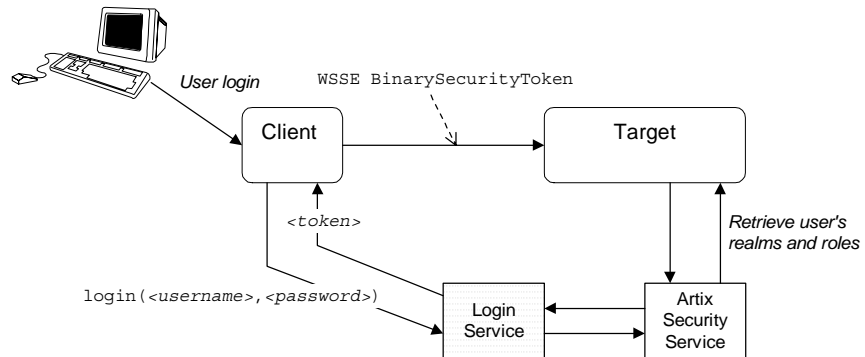 User login
WSSE BinarySecurityToken
Client
Target
<token>
Retrieve user's
realms and roles
login(<username>,<password>)
Login
Service
Artix
Security
Service